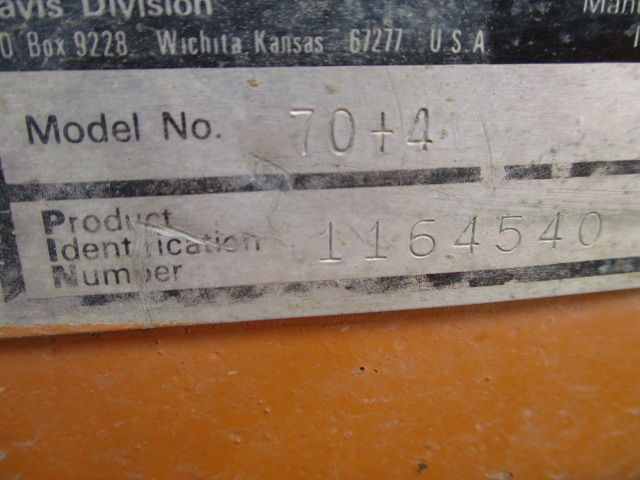 avis Division
O Box 9228 Wichita, Kansas 67277 U.S.A
Model No. 70+4
Product
Identification 1164540
Number